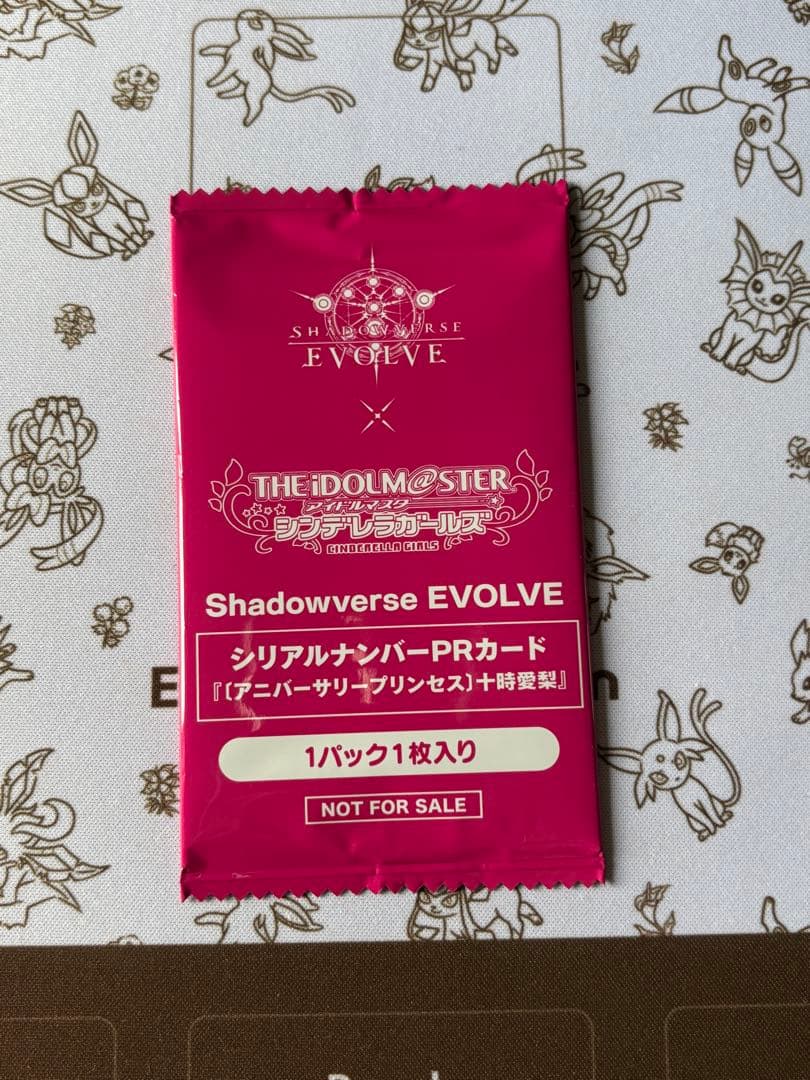 SHADOWVERSE
EVOLVE
×
THE iDOLM@STER
アイドルマスター
シンデレラガールズ
CINDERELLA GIRLS
Shadowverse EVOLVE
シリアルナンバーPRカード
『〔アニバーサリープリンセス〕十時愛梨』
1パック1枚入り
NOT FOR SALE